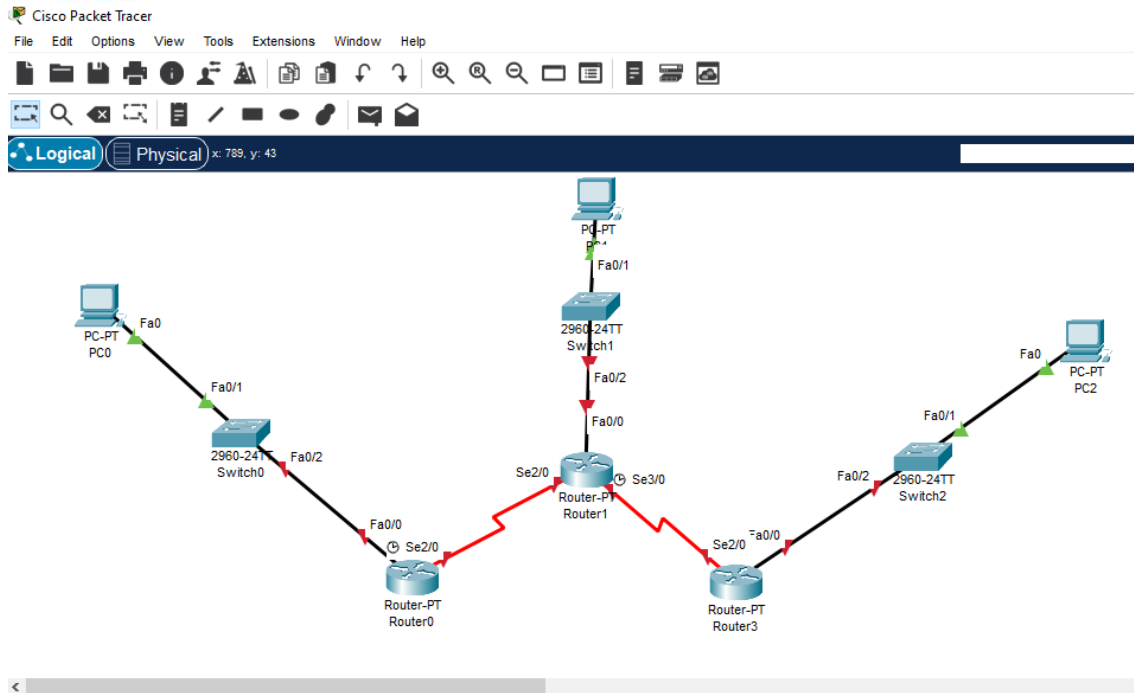 Cisco Packet Tracer
File Edit Options View Tools Extensions Window Help
Logical Physical x: 789, y: 43
PC-PT
Fa0/1
2960-24TT
Switch1
Fa0/2
Fa0/0
Fa0
PC-PT
PC0
Fa0/1
2960-24TT
Switch0
Fa0/2
Fa0/0
Se2/0
Router-PT
Router0
Se2/0
Se3/0
Router-PT
Router1
Fa0
PC-PT
PC2
Fa0/1
Fa0/2
2960-24TT
Switch2
Se2/0
Fa0/0
Router-PT
Router3